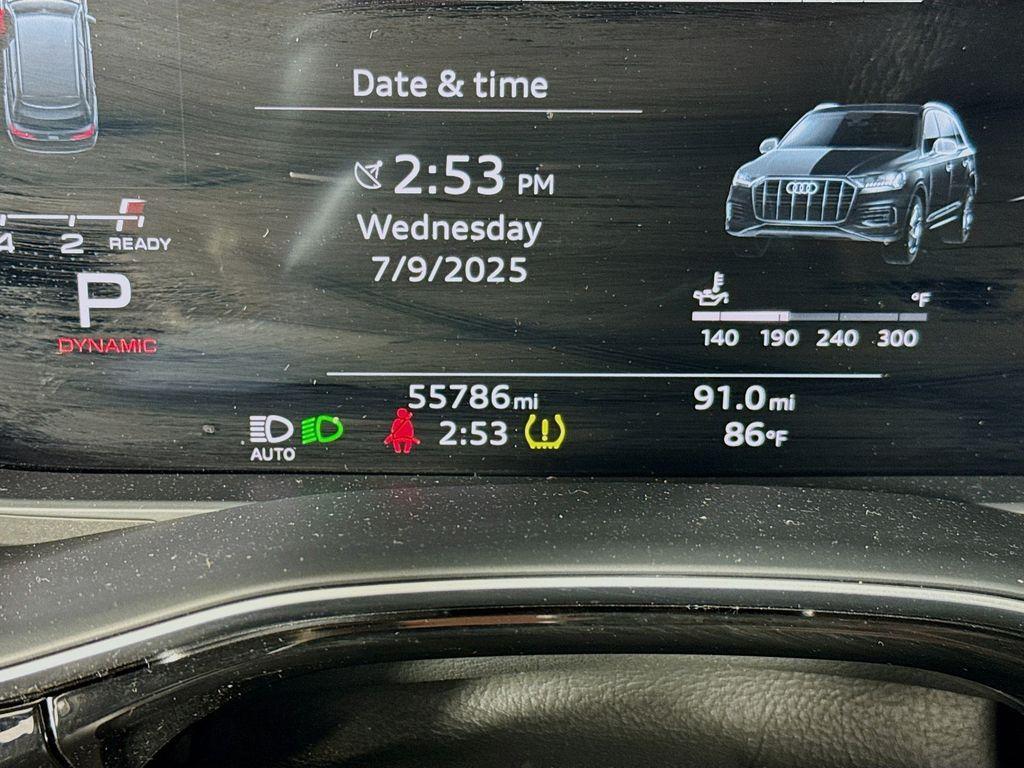 Date & time
2:53 PM
Wednesday
7/9/2025
4 2 READY
P
DYNAMIC
°F
140 190 240 300
55786mi
91.0mi
AUTO
2:53
86°F